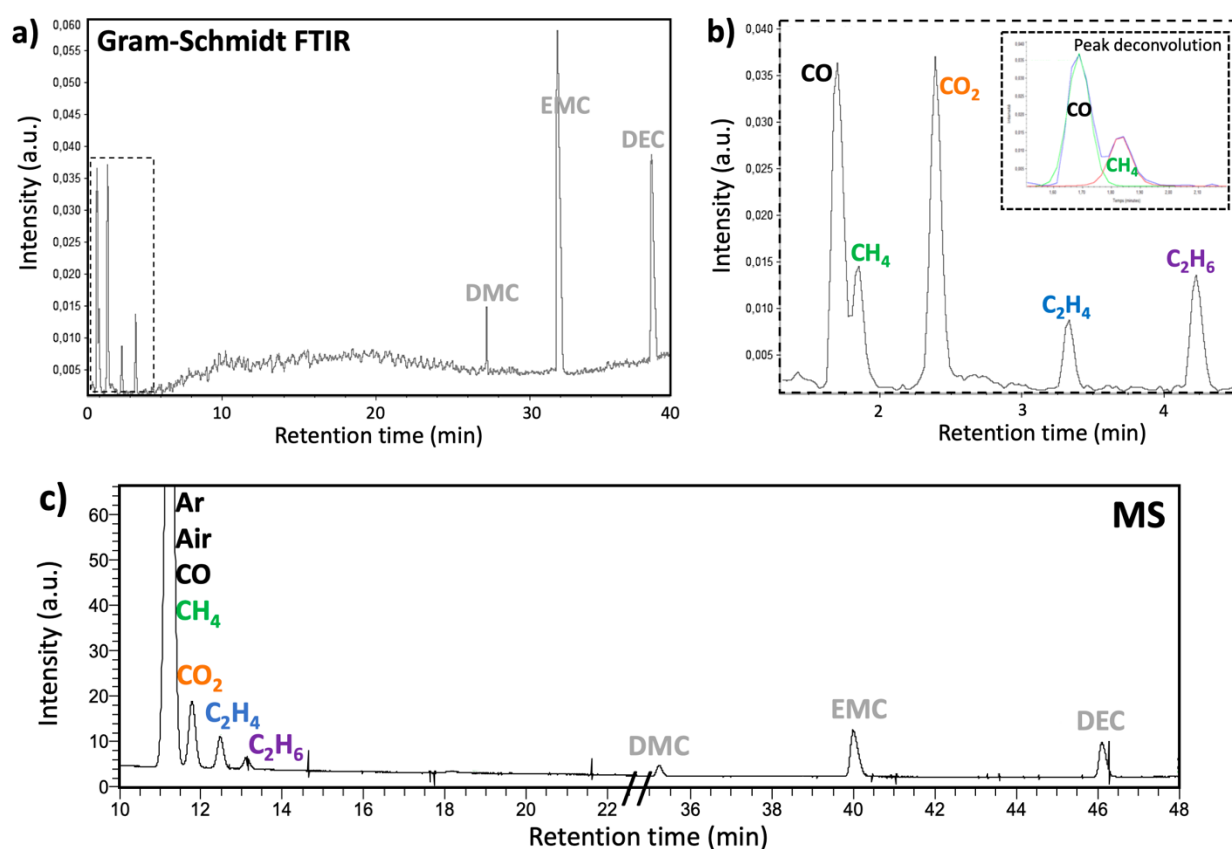 a)
Gram-Schmidt FTIR
Intensity (a.u.)
0,060
0,055
0,050
0,045
0,040
0,035
0,030
0,025
0,020
0,015
0,010
0,005
EMC
DEC
DMC
0 10 20 30 40
Retention time (min)
b)
Intensity (a.u.)
0,040
0,035
0,030
0,025
0,020
0,015
0,010
0,005
CO
CO₂
CH₄
C₂H₄
C₂H₆
Peak deconvolution
CO
CH₄
2 3 4
Retention time (min)
c)
MS
Intensity (a.u.)
60
50
40
30
20
10
0
Ar
Air
CO
CH₄
CO₂
C₂H₄
C₂H₆
DMC
EMC
DEC
10 12 14 16 18 20 22 36 38 40 42 44 46 48
Retention time (min)